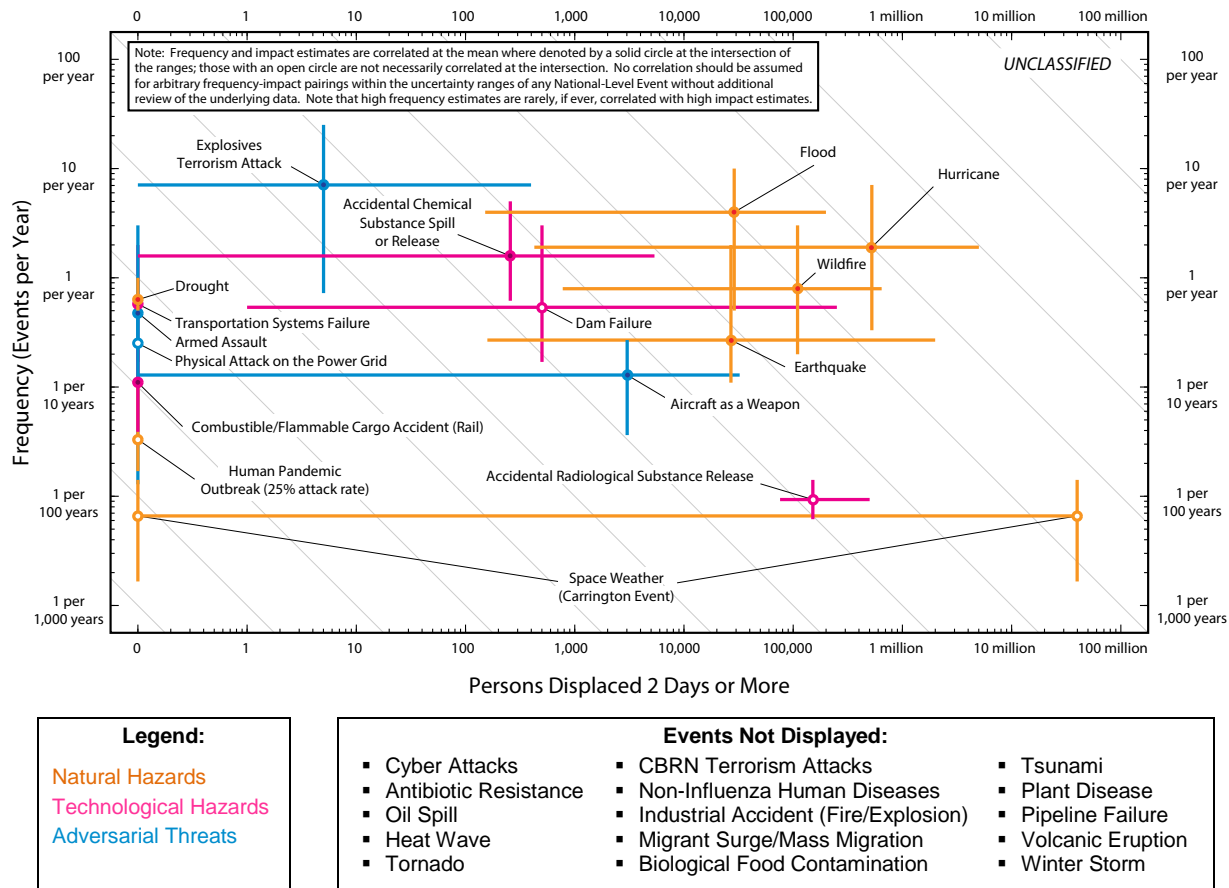 0 1 10 100 1,000 10,000 100,000 1 million 10 million 100 million
Note: Frequency and impact estimates are correlated at the mean where denoted by a solid circle at the intersection of
the ranges; those with an open circle are not necessarily correlated at the intersection. No correlation should be assumed
for arbitrary frequency-impact pairings within the uncertainty ranges of any National-Level Event without additional
review of the underlying data. Note that high frequency estimates are rarely, if ever, correlated with high impact estimates.
UNCLASSIFIED
Frequency (Events per Year)
100
per year
10
per year
1
per year
1 per
10 years
1 per
100 years
1 per
1,000 years
Explosives
Terrorism Attack
Accidental Chemical
Substance Spill
or Release
Flood
Hurricane
Wildfire
Drought
Transportation Systems Failure
Armed Assault
Physical Attack on the Power Grid
Dam Failure
Earthquake
Aircraft as a Weapon
Combustible/Flammable Cargo Accident (Rail)
Human Pandemic
Outbreak (25% attack rate)
Accidental Radiological Substance Release
Space Weather
(Carrington Event)
100
per year
10
per year
1
per year
1 per
10 years
1 per
100 years
1 per
1,000 years
0 1 10 100 1,000 10,000 100,000 1 million 10 million 100 million
Persons Displaced 2 Days or More
Legend:
Natural Hazards
Technological Hazards
Adversarial Threats
Events Not Displayed:
▪ Cyber Attacks
▪ Antibiotic Resistance
▪ Oil Spill
▪ Heat Wave
▪ Tornado
▪ CBRN Terrorism Attacks
▪ Non-Influenza Human Diseases
▪ Industrial Accident (Fire/Explosion)
▪ Migrant Surge/Mass Migration
▪ Biological Food Contamination
▪ Tsunami
▪ Plant Disease
▪ Pipeline Failure
▪ Volcanic Eruption
▪ Winter Storm